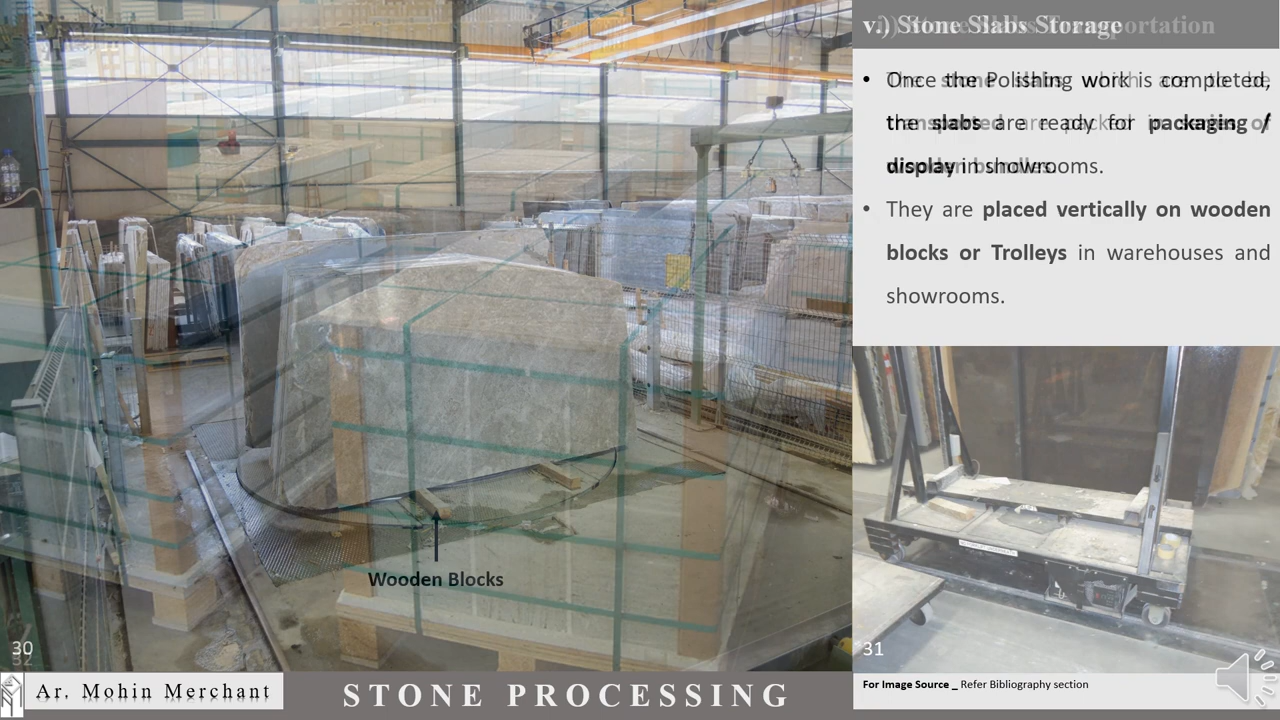 v.) Stone Slabs Storage
• Once the Polishing work is completed,
the slabs are ready for packaging /
display in showrooms.
• They are placed vertically on wooden
blocks or Trolleys in warehouses and
showrooms.
Wooden Blocks
30
32
31
Ar. Mohin Merchant
STONE PROCESSING
For Image Source _ Refer Bibliography section